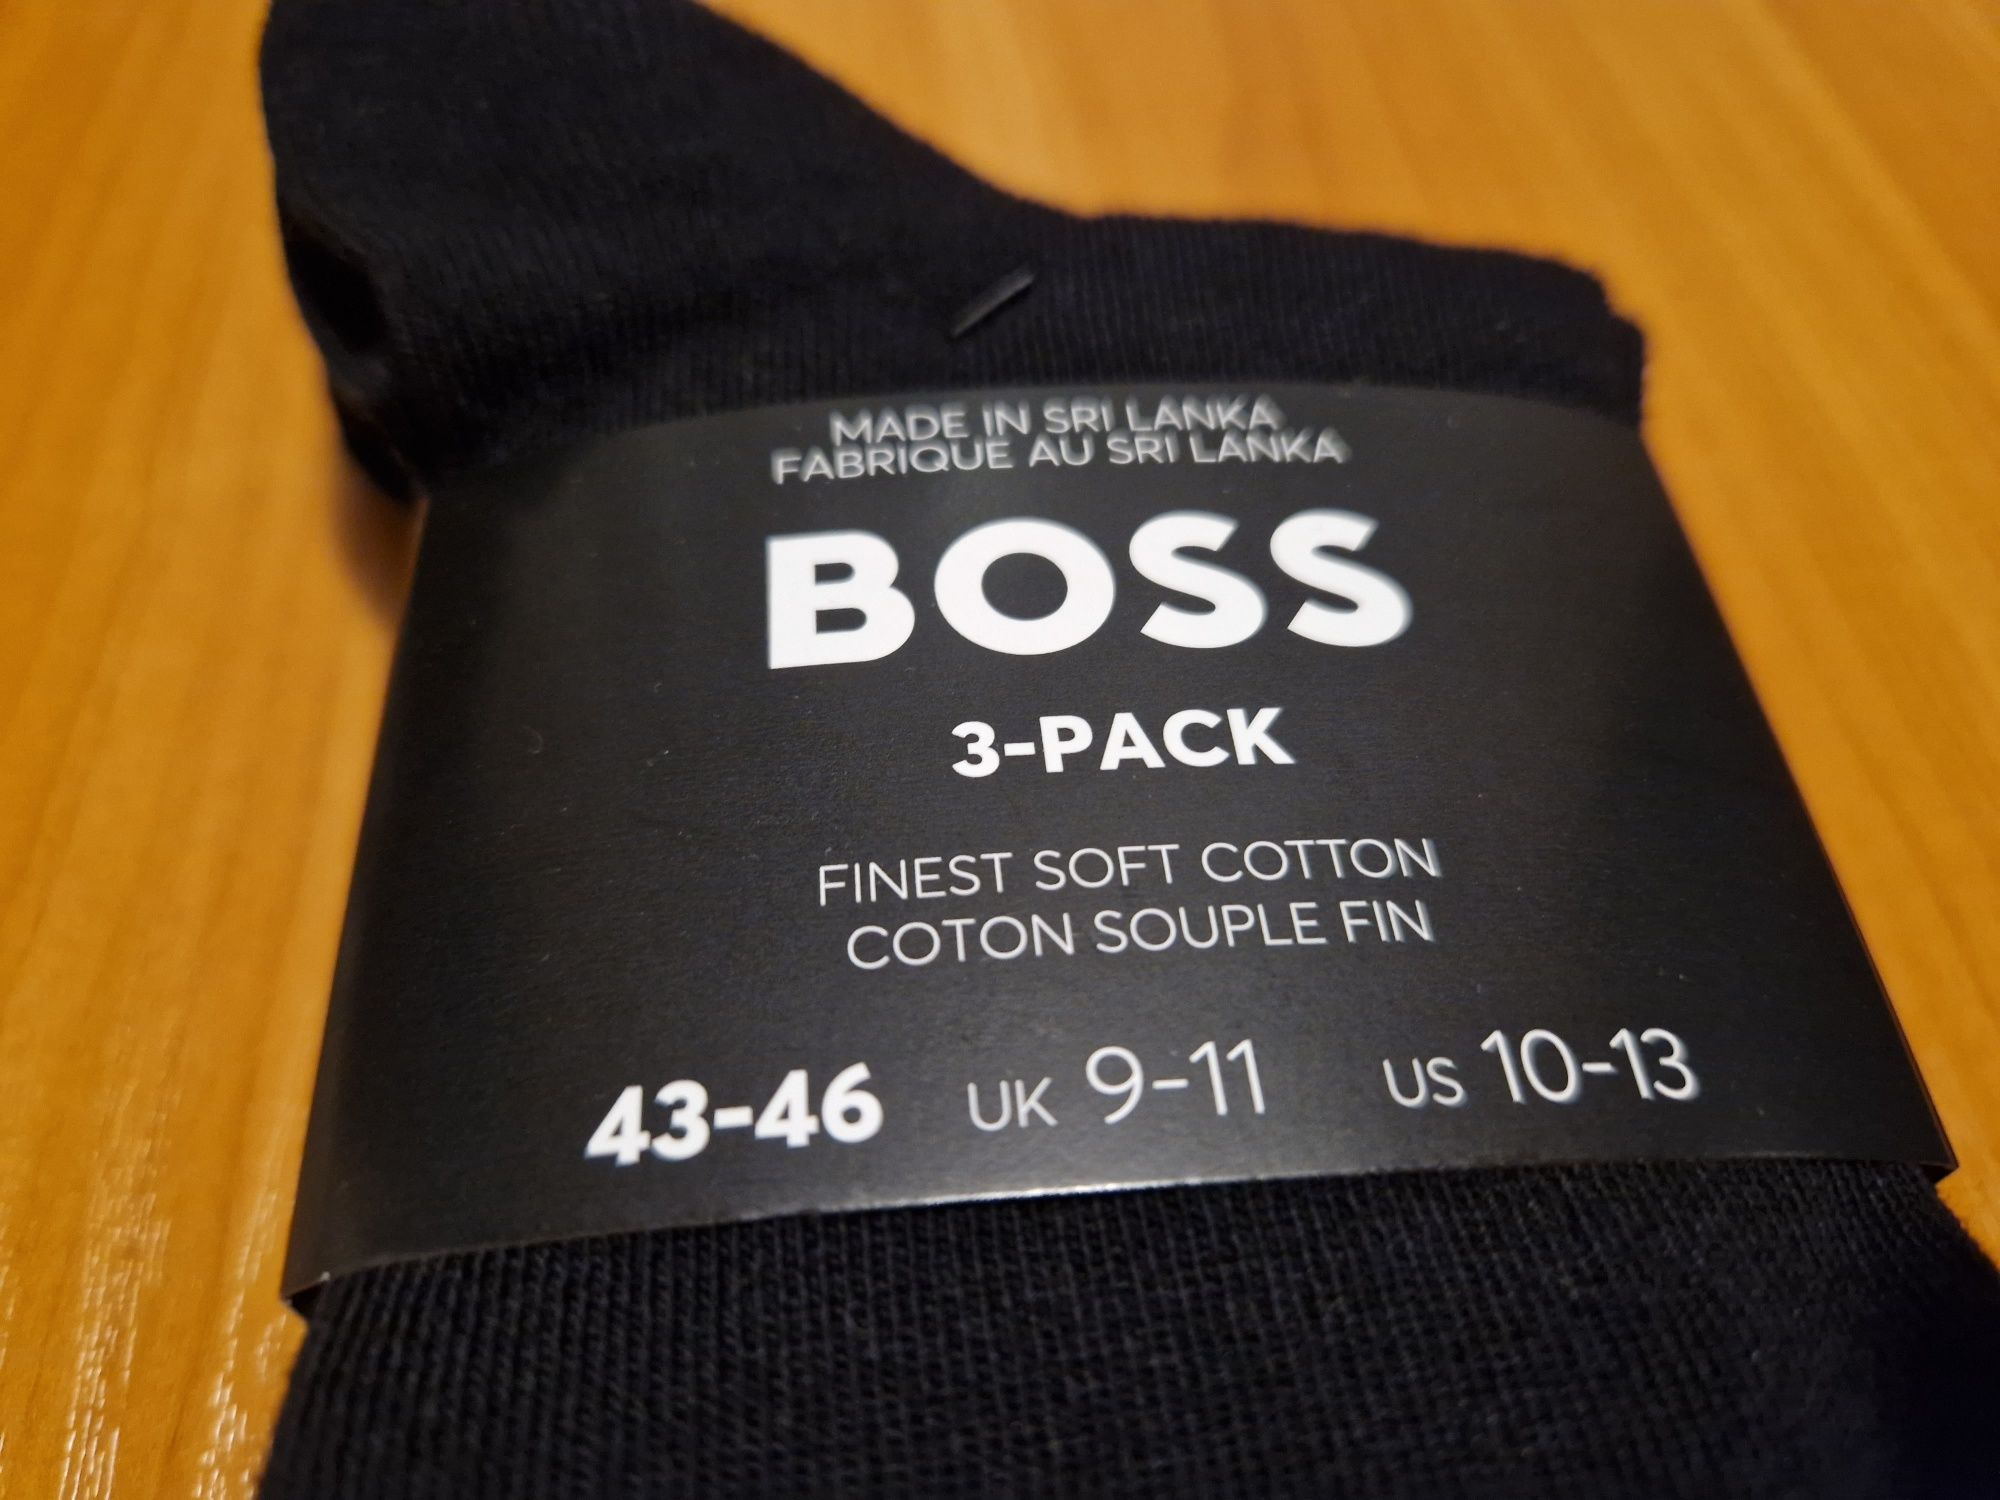 MADE IN SRI LANKA
FABRIQUE AU SRI LANKA
BOSS
3-PACK
FINEST SOFT COTTON
COTON SOUPLE FIN
43-46 UK 9-11 US 10-13